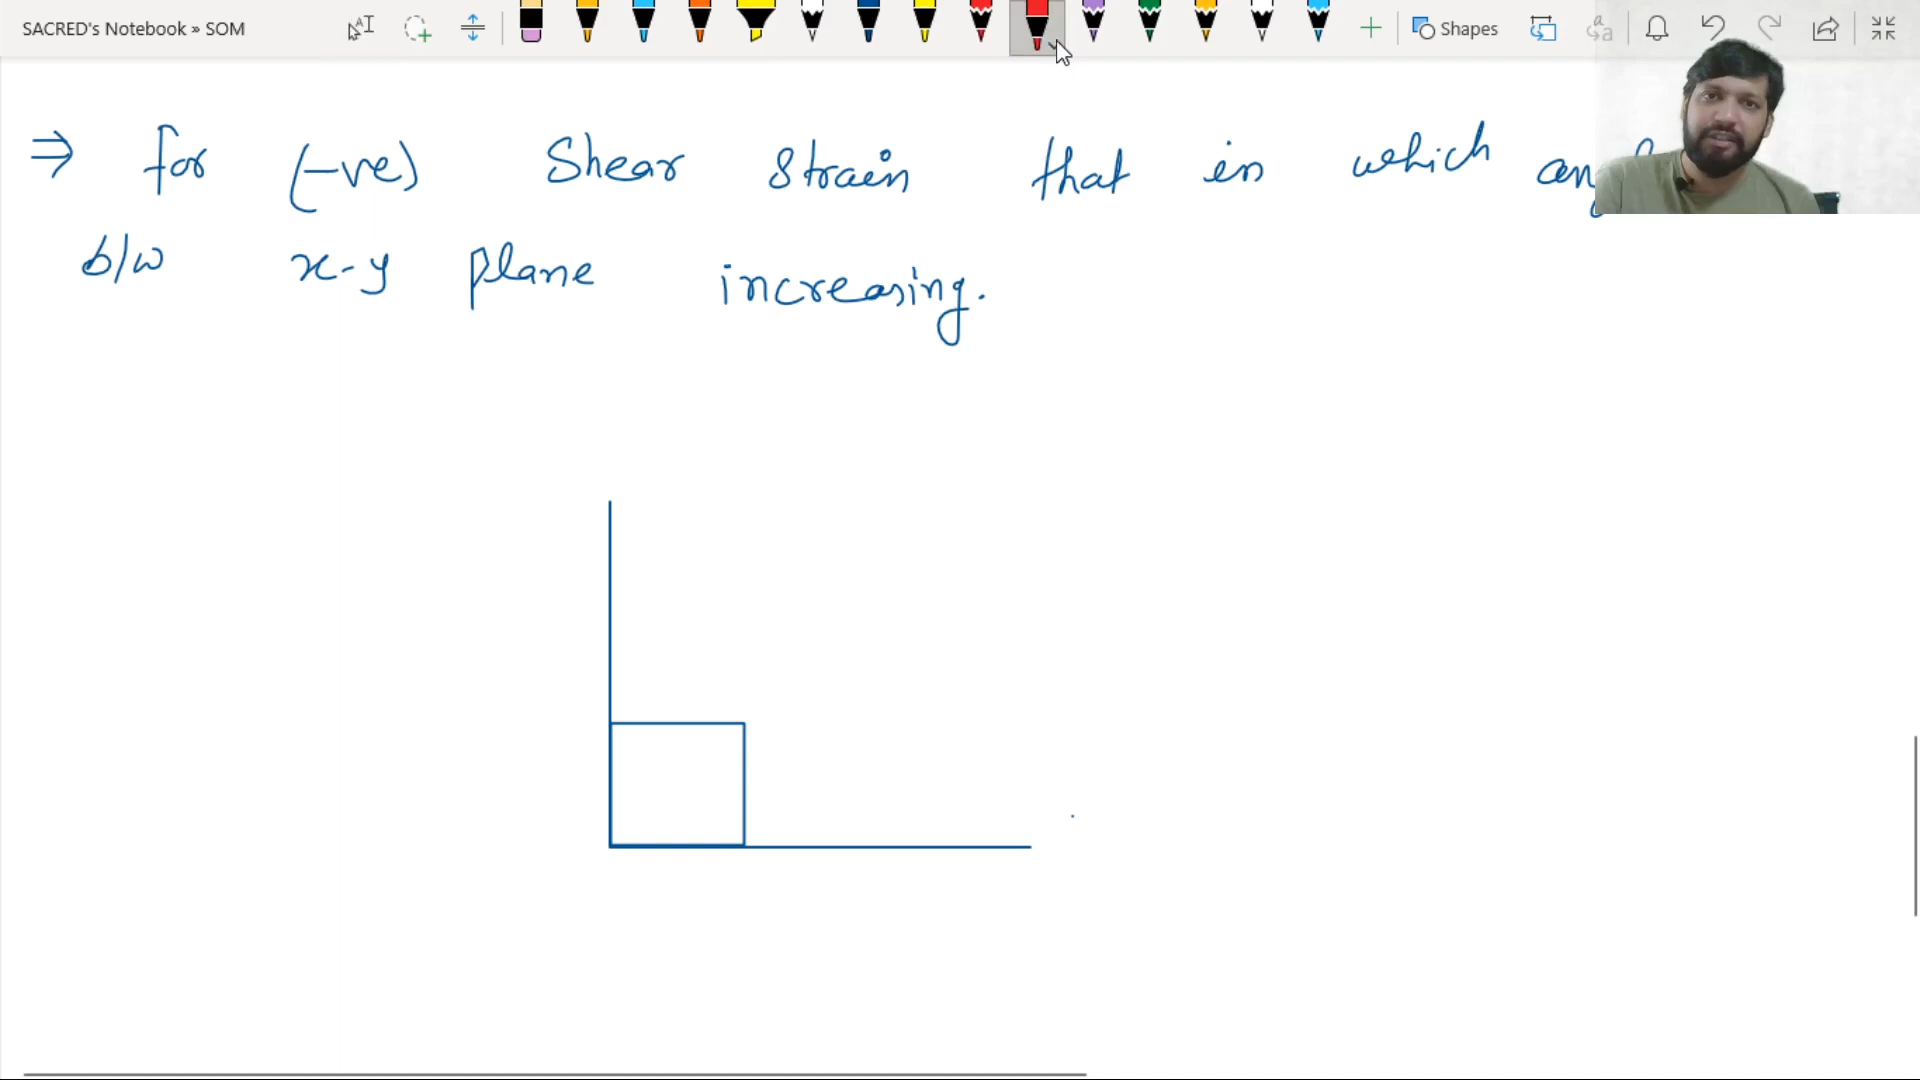 SACRED's Notebook » SOM
Shapes
⇒ for (-ve) Shear Strain that in which
b/w x-y plane increasing.